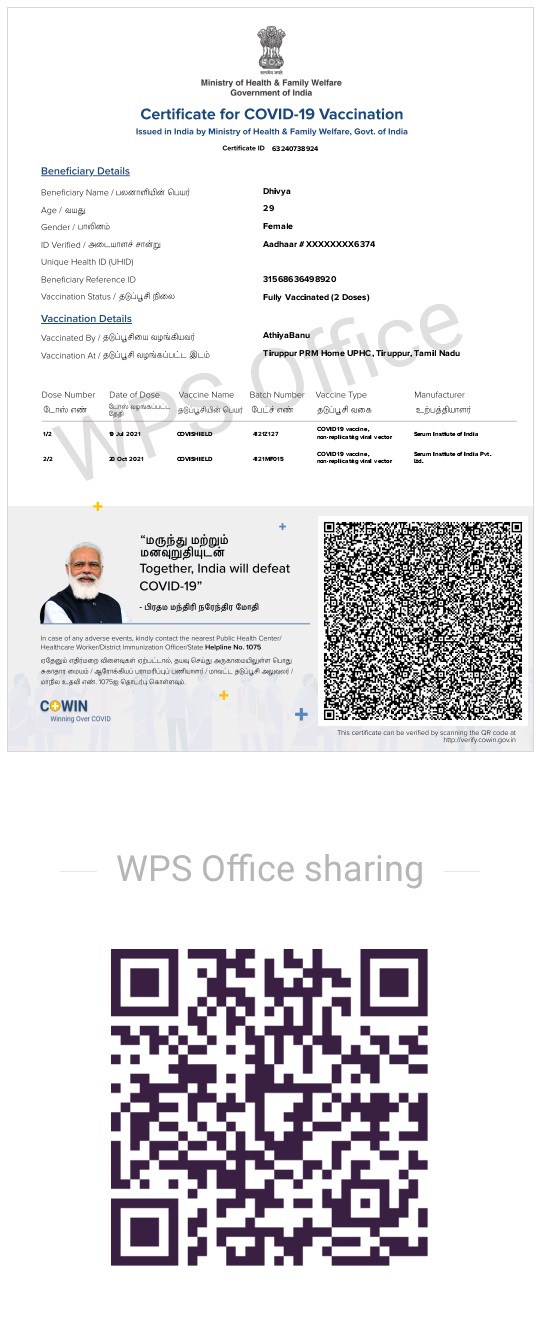 सत्यमेव जयते
Ministry of Health & Family Welfare
Government of India
Certificate for COVID-19 Vaccination
Issued in India by Ministry of Health & Family Welfare, Govt. of India
Certificate ID 63240738924
Beneficiary Details
Beneficiary Name / பயனாளியின் பெயர் Dhivya
Age / வயது 29
Gender / பாலினம் Female
ID Verified / அடையாளச் சான்று Aadhaar # XXXXXXXX6374
Unique Health ID (UHID)
Beneficiary Reference ID 31568636498920
Vaccination Status / தடுப்பூசி நிலை Fully Vaccinated (2 Doses)
Vaccination Details
Vaccinated By / தடுப்பூசியை வழங்கியவர் AthiyaBanu
Vaccination At / தடுப்பூசி வழங்கப்பட்ட இடம் Tiruppur PRM Home UPHC, Tiruppur, Tamil Nadu
WPS Office
Dose Number Date of Dose Vaccine Name Batch Number Vaccine Type Manufacturer
டோஸ் எண் டோஸ் வழங்கப்பட்ட தேதி தடுப்பூசியின் பெயர் பேட்ச் எண் தடுப்பூசி வகை உற்பத்தியாளர்
1/2 19 Jul 2021 COVISHIELD 4121Z127 COVID19 vaccine, non-replicating viral vector Serum Institute of India
2/2 20 Oct 2021 COVISHIELD 4121MF015 COVID19 vaccine, non-replicating viral vector Serum Institute of India Pvt. Ltd.
“மருந்து மற்றும்
மனவுறுதியுடன்
Together, India will defeat
COVID-19”
- பிரதம மந்திரி நரேந்திர மோதி
In case of any adverse events, kindly contact the nearest Public Health Center/
Healthcare Worker/District Immunization Officer/State Helpline No. 1075
ஏதேனும் எதிர்மறை விளைவுகள் ஏற்பட்டால், தயவு செய்து அருகாமையிலுள்ள பொது
சுகாதார மையம் / ஆரோக்கியப் பராமரிப்புப் பணியாளர் / மாவட்ட தடுப்பூசி அலுவலர் /
மாநில உதவி எண். 1075ஐ தொடர்பு கொள்ளவும்.
COWIN
Winning Over COVID
This certificate can be verified by scanning the QR code at
http://verify.cowin.gov.in
WPS Office sharing